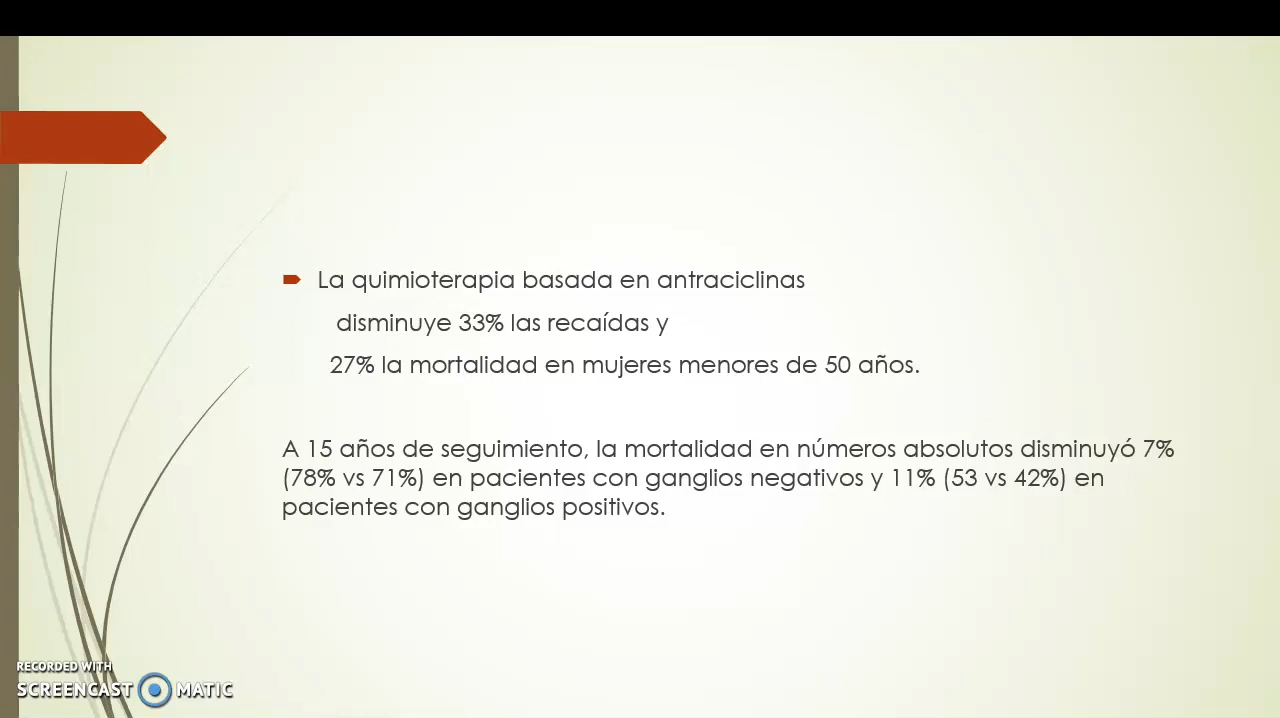 La quimioterapia basada en antraciclinas
disminuye 33% las recaídas y
27% la mortalidad en mujeres menores de 50 años.
A 15 años de seguimiento, la mortalidad en números absolutos disminuyó 7%
(78% vs 71%) en pacientes con ganglios negativos y 11% (53 vs 42%) en
pacientes con ganglios positivos.
RECORDED WITH
SCREENCAST MATIC